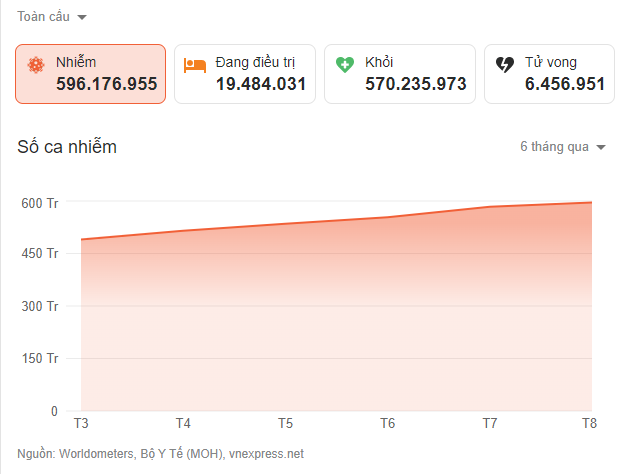 Toàn cầu
Nhiễm
596.176.955
Đang điều trị
19.484.031
Khỏi
570.235.973
Tử vong
6.456.951
Số ca nhiễm
6 tháng qua
600 Tr
450 Tr
300 Tr
150 Tr
0
T3 T4 T5 T6 T7 T8
Nguồn: Worldometers, Bộ Y Tế (MOH), vnexpress.net